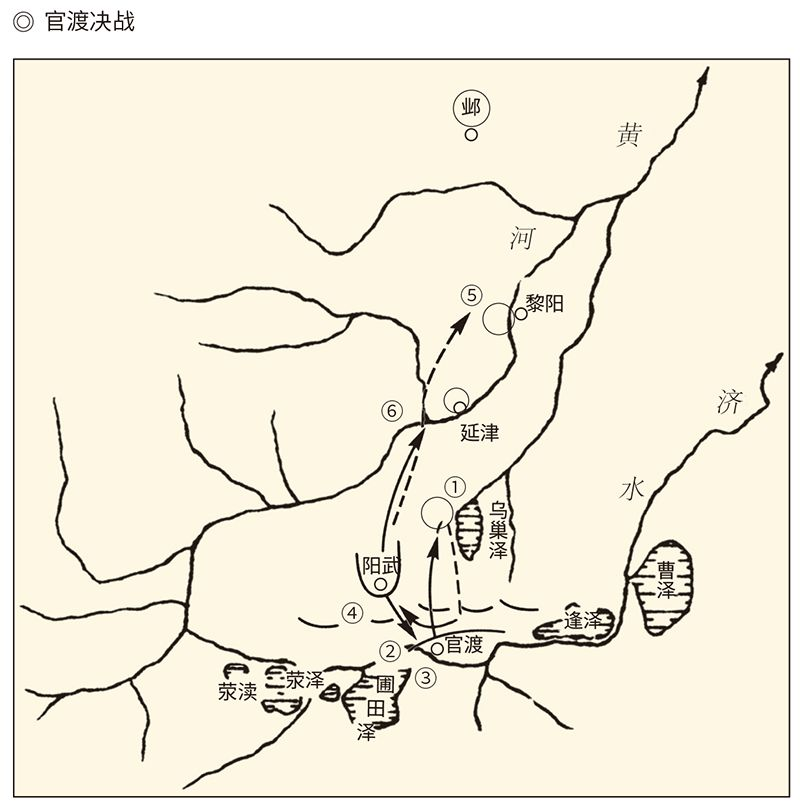 ◎ 官渡决战
邺
黄
河
⑤
黎阳
济
⑥
延津
水
①
乌巢泽
阳武
曹泽
④
逢泽
②
官渡
③
荥渎
荥泽
圃田泽